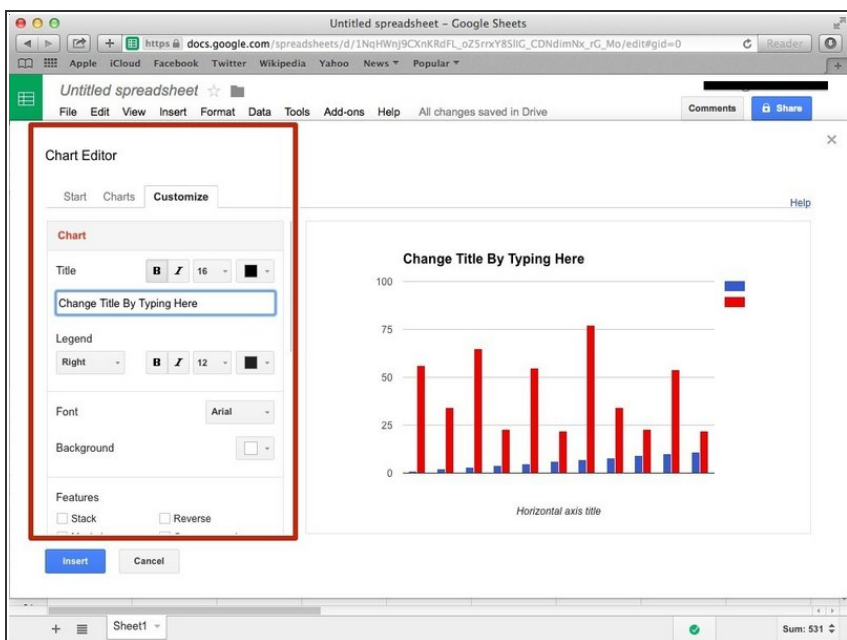 Untitled spreadsheet – Google Sheets
https docs.google.com/spreadsheets/d/1NqHWnj9CXnKRdFL_oZ5rrxY85lIG_CDNdimNx_rG_Mo/edit#gid=0
Reader
Apple iCloud Facebook Twitter Wikipedia Yahoo News Popular
Untitled spreadsheet
File Edit View Insert Format Data Tools Add-ons Help All changes saved in Drive
Comments
Share
Chart Editor
Start Charts Customize
Help
Chart
Title B I 16
Change Title By Typing Here
Legend
Right B I 12
Font Arial
Background
Features
Stack Reverse
Insert Cancel
Change Title By Typing Here
100
75
50
25
0
Horizontal axis title
Sheet1
Sum: 531